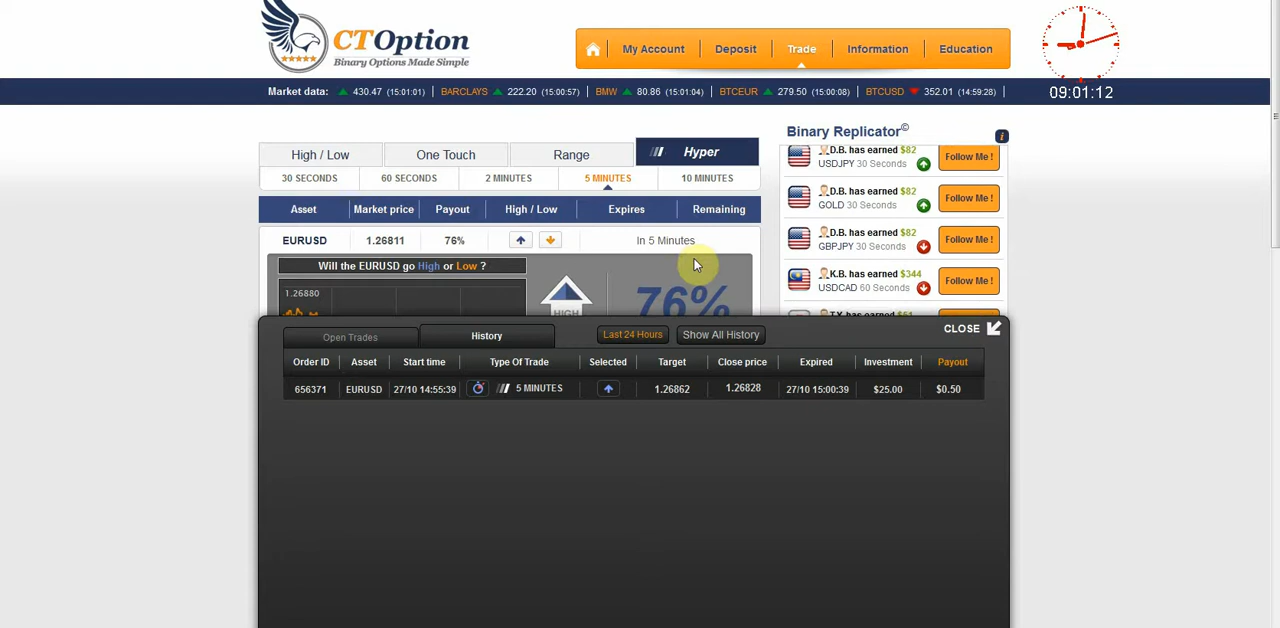 CTOption
Binary Options Made Simple
My Account Deposit Trade Information Education
Market data: 430.47 (15:01:01) BARCLAYS 222.20 (15:00:57) BMW 80.86 (15:01:04) BTCEUR 279.50 (15:00:08) BTCUSD 352.01 (14:59:28)
09:01:12
High / Low One Touch Range Hyper
30 SECONDS 60 SECONDS 2 MINUTES 5 MINUTES 10 MINUTES
Asset Market price Payout High / Low Expires Remaining
EURUSD 1.26811 76% In 5 Minutes
Will the EURUSD go High or Low ?
1.26880
HIGH
76%
Binary Replicator©
i
D.B. has earned $82
USDJPY 30 Seconds
Follow Me !
D.B. has earned $82
GOLD 30 Seconds
Follow Me !
D.B. has earned $82
GBPJPY 30 Seconds
Follow Me !
K.B. has earned $344
USDCAD 60 Seconds
Follow Me !
Open Trades History Last 24 Hours Show All History CLOSE
Order ID Asset Start time Type Of Trade Selected Target Close price Expired Investment Payout
656371 EURUSD 27/10 14:55:39 5 MINUTES 1.26862 1.26828 27/10 15:00:39 $25.00 $0.50